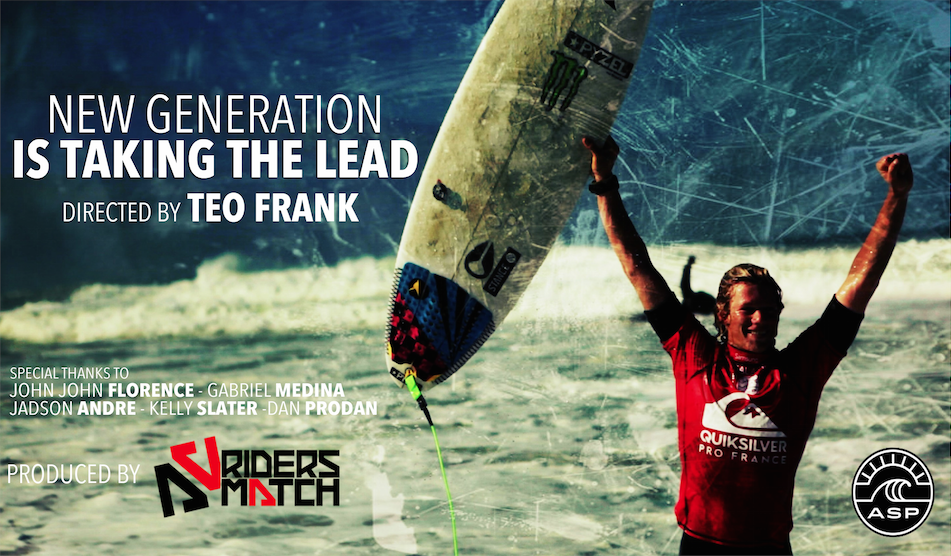 NEW GENERATION
IS TAKING THE LEAD
DIRECTED BY TEO FRANK
PYZEL
STANCE
SPECIAL THANKS TO
JOHN JOHN FLORENCE - GABRIEL MEDINA
JADSON ANDRE - KELLY SLATER -DAN PRODAN
QUIKSILVER
PRO FRANCE
PRODUCED BY RIDERS
MATCH
ASP